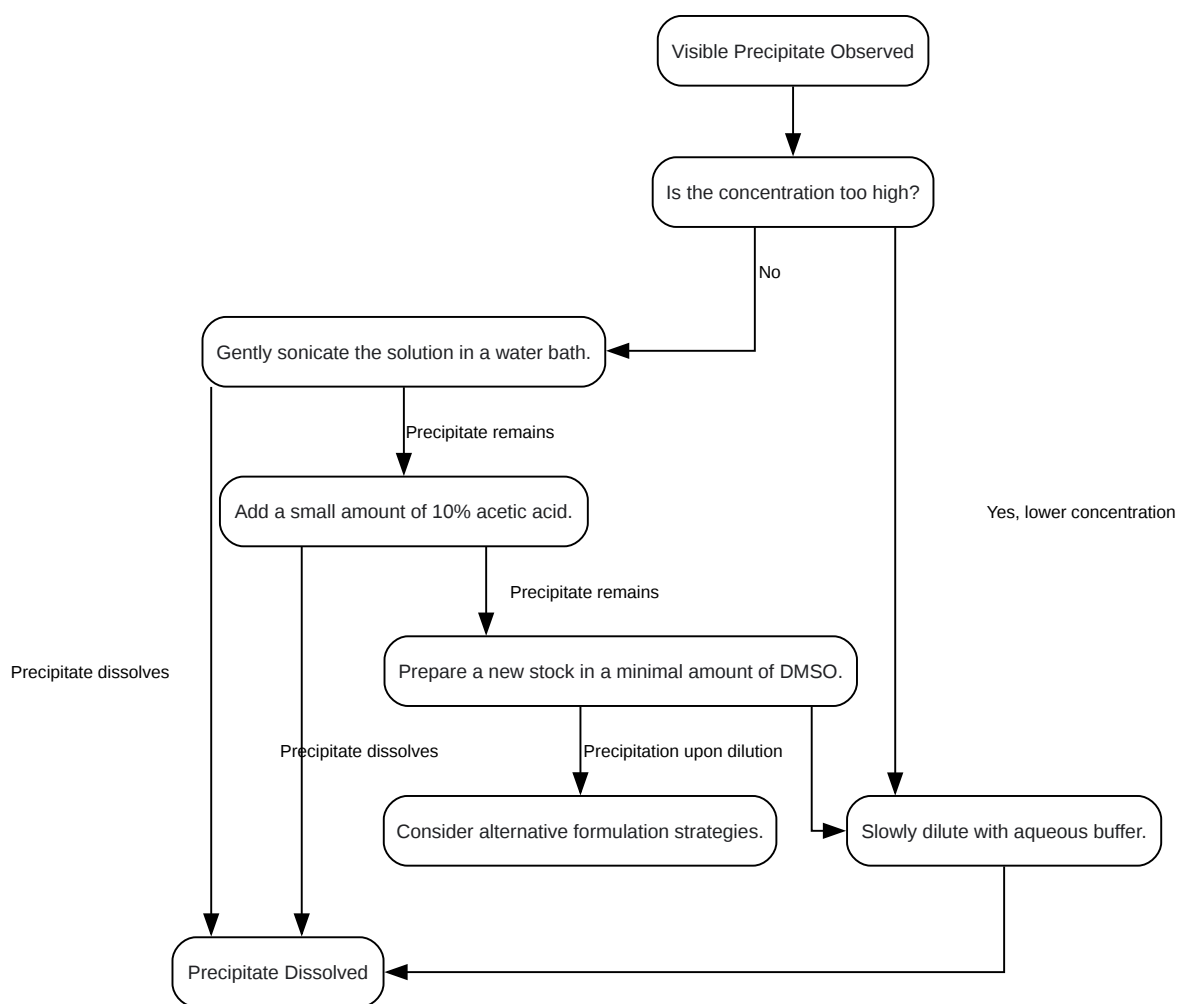 Visible Precipitate Observed
Is the concentration too high?
No
Gently sonicate the solution in a water bath.
Precipitate remains
Add a small amount of 10% acetic acid.
Yes, lower concentration
Precipitate remains
Precipitate dissolves
Prepare a new stock in a minimal amount of DMSO.
Precipitate dissolves
Precipitation upon dilution
Consider alternative formulation strategies.
Slowly dilute with aqueous buffer.
Precipitate Dissolved